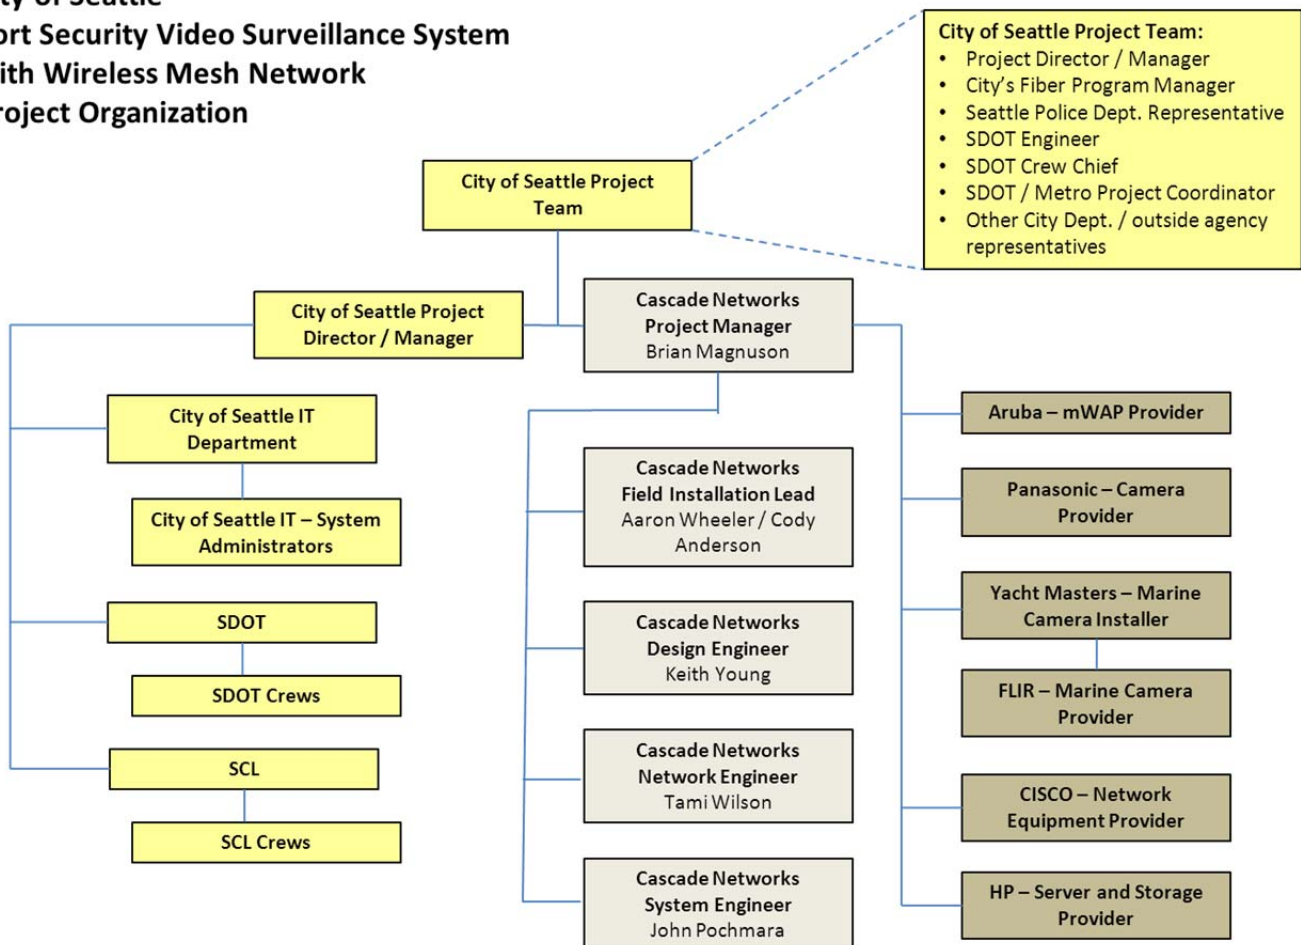 ort Security Video Surveillance System
ith Wireless Mesh Network
roject Organization
City of Seattle Project Team:
• Project Director / Manager
• City’s Fiber Program Manager
• Seattle Police Dept. Representative
• SDOT Engineer
• SDOT Crew Chief
• SDOT / Metro Project Coordinator
• Other City Dept. / outside agency
representatives
City of Seattle Project
Team
City of Seattle Project
Director / Manager
Cascade Networks
Project Manager
Brian Magnuson
City of Seattle IT
Department
City of Seattle IT – System
Administrators
SDOT
SDOT Crews
SCL
SCL Crews
Cascade Networks
Field Installation Lead
Aaron Wheeler / Cody
Anderson
Cascade Networks
Design Engineer
Keith Young
Cascade Networks
Network Engineer
Tami Wilson
Cascade Networks
System Engineer
John Pochmara
Aruba – mWAP Provider
Panasonic – Camera
Provider
Yacht Masters – Marine
Camera Installer
FLIR – Marine Camera
Provider
CISCO – Network
Equipment Provider
HP – Server and Storage
Provider